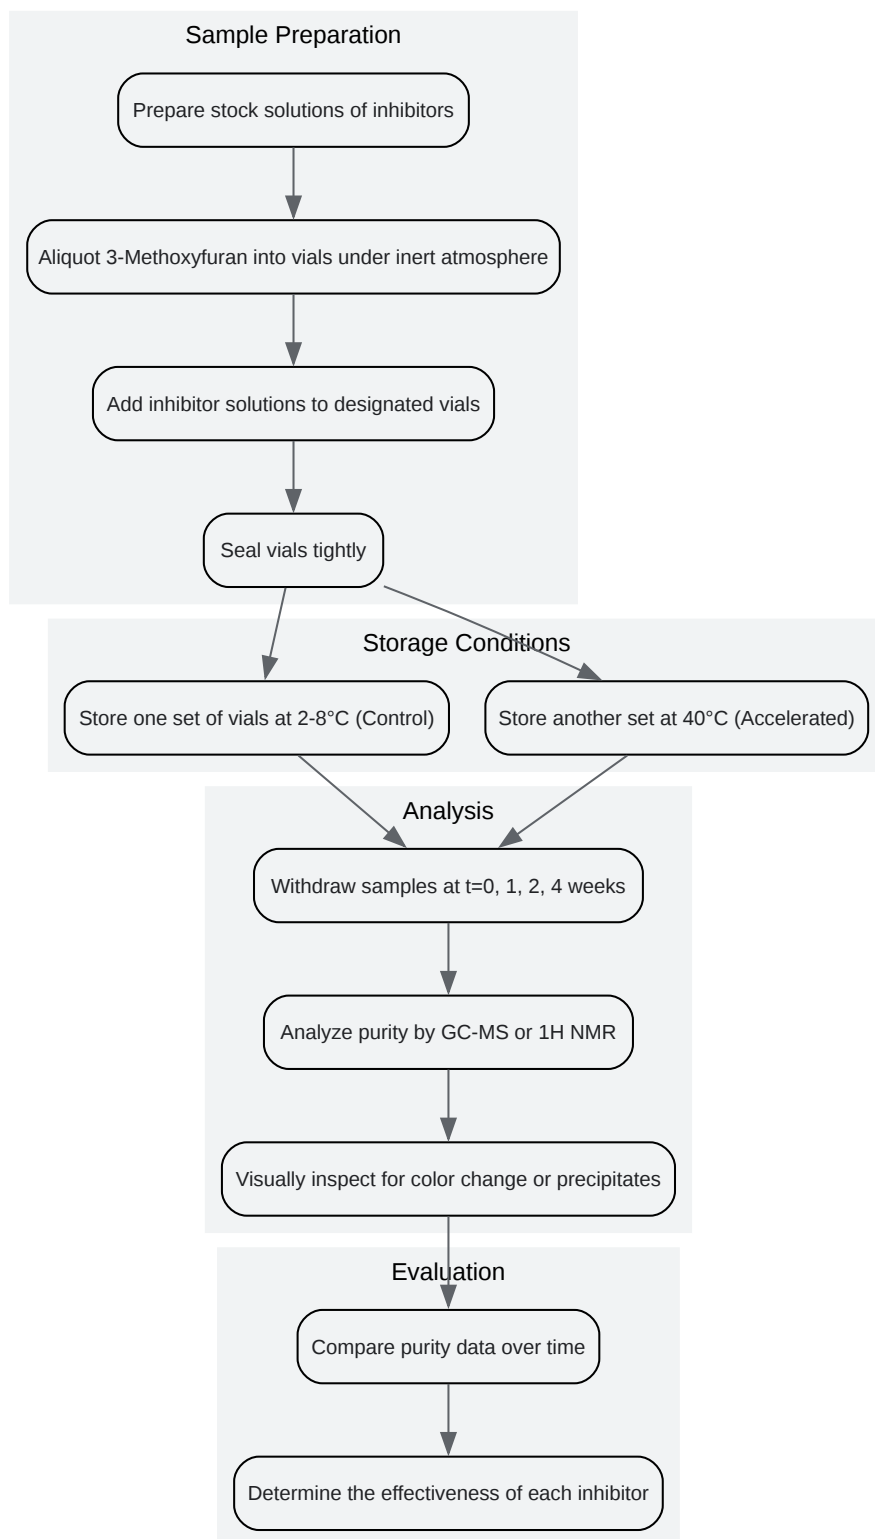 Sample Preparation
Prepare stock solutions of inhibitors
Aliquot 3-Methoxyfuran into vials under inert atmosphere
Add inhibitor solutions to designated vials
Seal vials tightly
Storage Conditions
Store one set of vials at 2-8°C (Control)
Store another set at 40°C (Accelerated)
Analysis
Withdraw samples at t=0, 1, 2, 4 weeks
Analyze purity by GC-MS or 1H NMR
Visually inspect for color change or precipitates
Evaluation
Compare purity data over time
Determine the effectiveness of each inhibitor